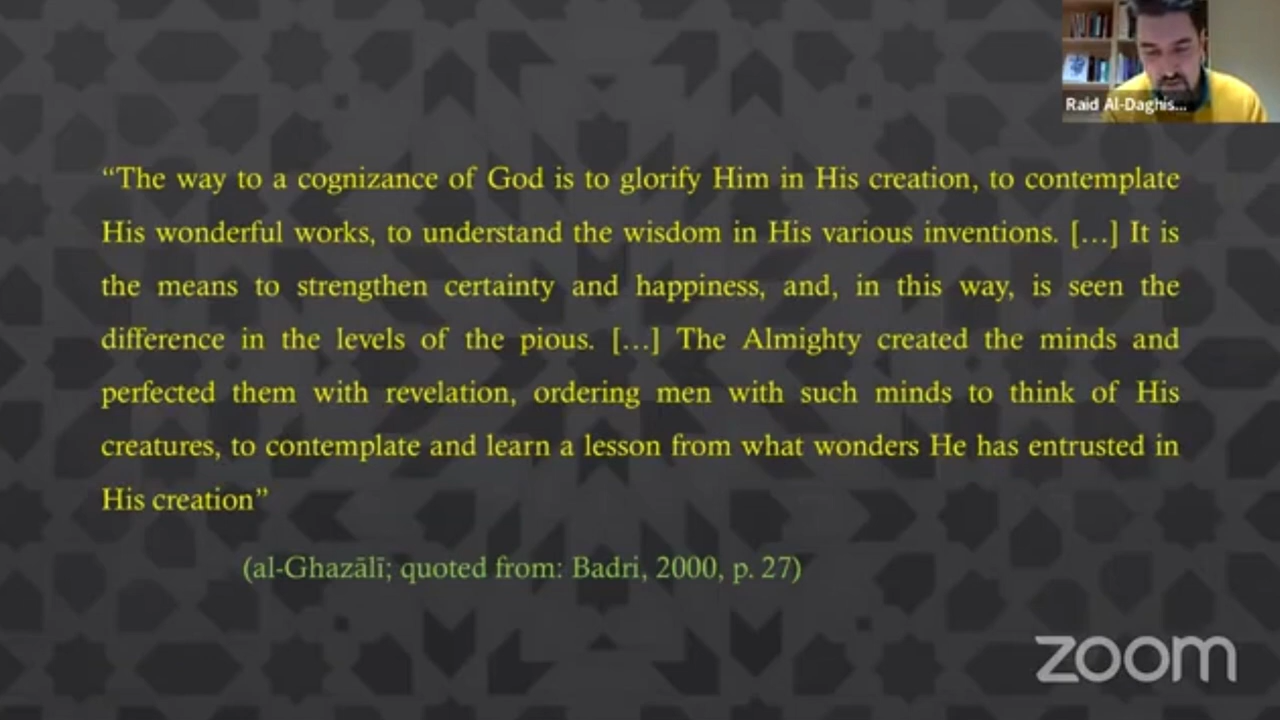 Raid Al-Daghis...
“The way to a cognizance of God is to glorify Him in His creation, to contemplate
His wonderful works, to understand the wisdom in His various inventions. […] It is
the means to strengthen certainty and happiness, and, in this way, is seen the
difference in the levels of the pious. […] The Almighty created the minds and
perfected them with revelation, ordering men with such minds to think of His
creatures, to contemplate and learn a lesson from what wonders He has entrusted in
His creation”
(al-Ghazālī; quoted from: Badri, 2000, p. 27)
zoom